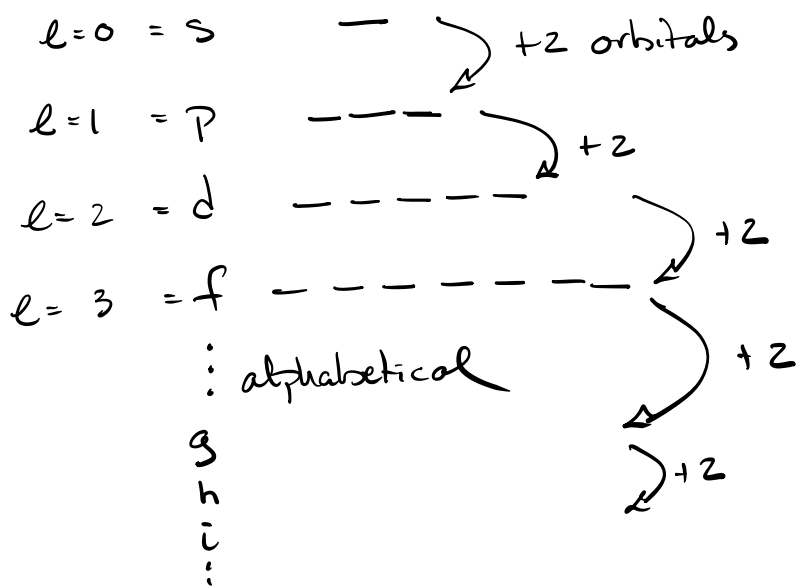 l=0 = s — +2 orbitals
l=1 = p — — — +2
l=2 = d — — — — — +2
l=3 = f — — — — — — —
⋮ alphabetical +2
g +2
h
i
⋮